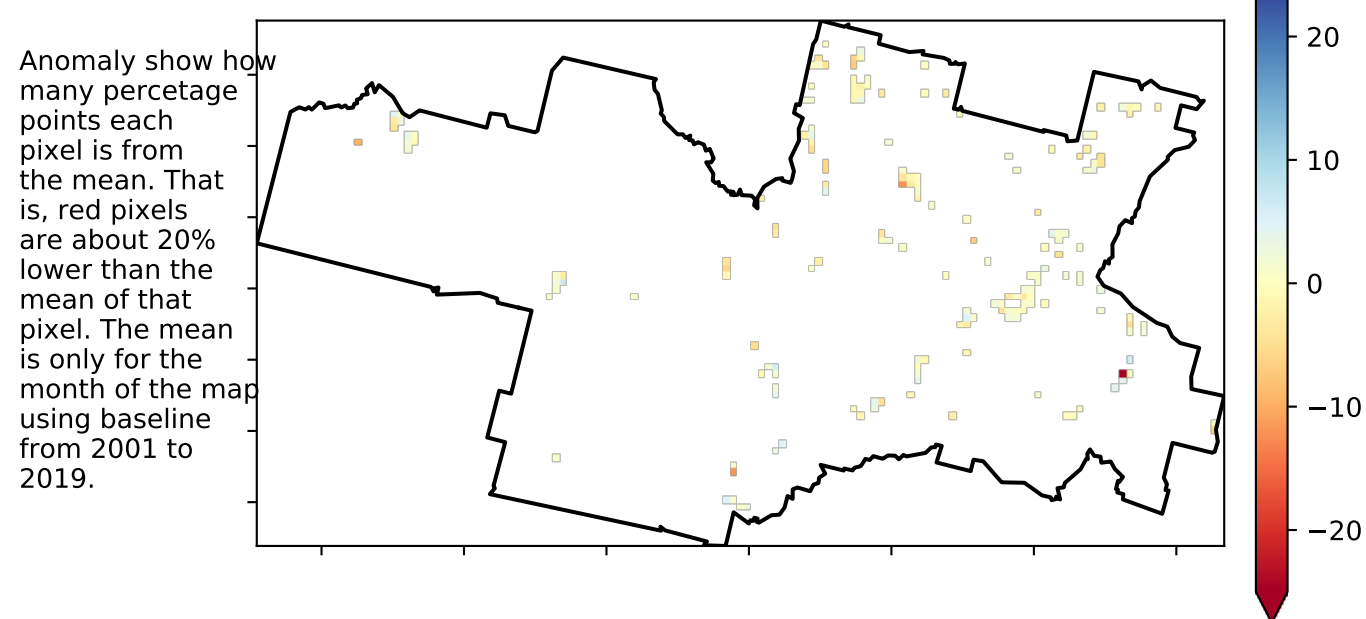 Anomaly show how
many percetage
points each
pixel is from
the mean. That
is, red pixels
are about 20%
lower than the
mean of that
pixel. The mean
is only for the
month of the map
using baseline
from 2001 to
2019.
20
10
0
−10
−20